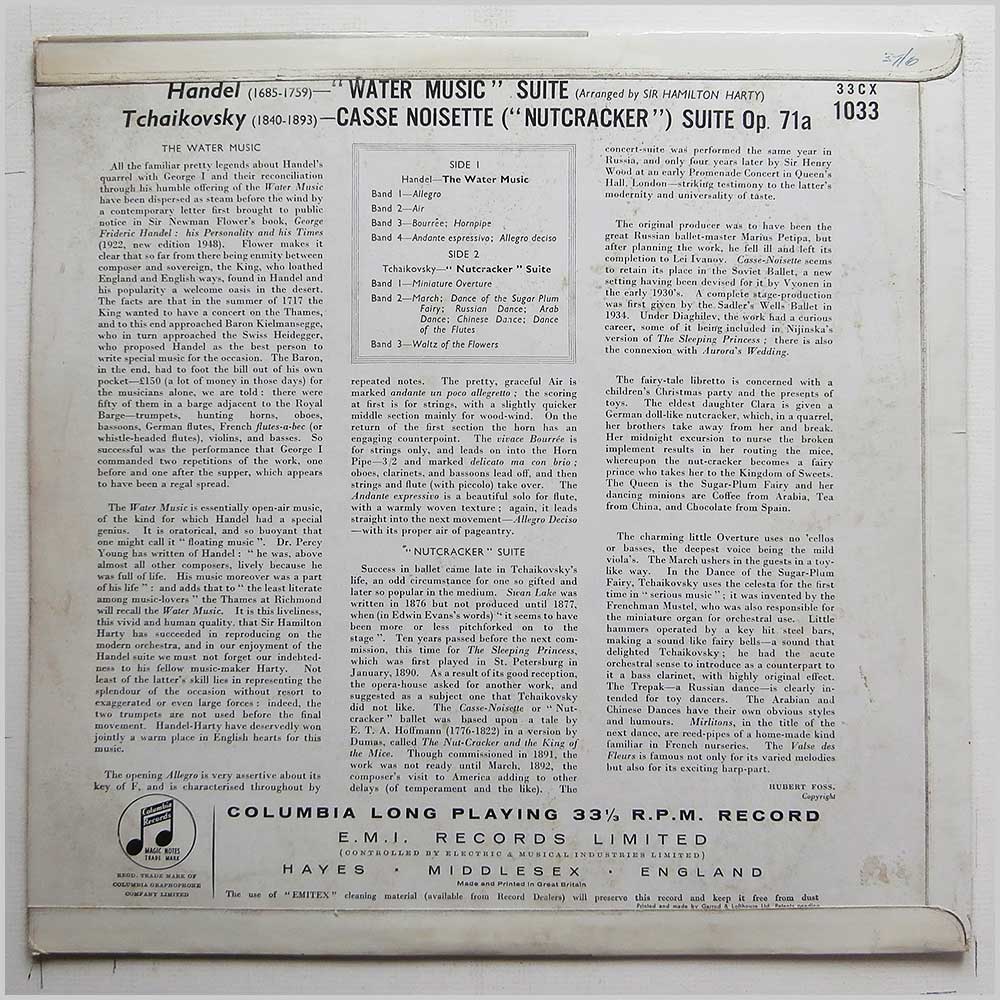 37/6
Handel (1685-1759)—"WATER MUSIC" SUITE (Arranged by SIR HAMILTON HARTY)
33CX
1033
Tchaikovsky (1840-1893)—CASSE NOISETTE ("NUTCRACKER") SUITE Op. 71a
THE WATER MUSIC
All the familiar pretty legends about Handel's
quarrel with George I and their reconciliation
through his humble offering of the Water Music
have been dispersed as steam before the wind by
a contemporary letter first brought to public
notice in Sir Newman Flower's book, George
Frideric Handel : his Personality and his Times
(1922, new edition 1948). Flower makes it
clear that so far from there being enmity between
composer and sovereign, the King, who loathed
England and English ways, found in Handel and
his popularity a welcome oasis in the desert.
The facts are that in the summer of 1717 the
King wanted to have a concert on the Thames,
and to this end approached Baron Kielmansegge,
who in turn approached the Swiss Heidegger,
who proposed Handel as the best person to
write special music for the occasion. The Baron,
in the end, had to foot the bill out of his own
pocket—£150 (a lot of money in those days) for
the musicians alone, we are told : there were
fifty of them in a barge adjacent to the Royal
Barge—trumpets, hunting horns, oboes,
bassoons, German flutes, French flutes-a-bec (or
whistle-headed flutes), violins, and basses. So
successful was the performance that George I
commanded two repetitions of the work, one
before and one after the supper, which appears
to have been a regal spread.
The Water Music is essentially open-air music,
of the kind for which Handel had a special
genius. It is oratorical, and so buoyant that
one might call it "floating music". Dr. Percy
Young has written of Handel : "he was, above
almost all other composers, lively because he
was full of life. His music moreover was a part
of his life" : and adds that to "the least literate
among music-lovers" the Thames at Richmond
will recall the Water Music. It is this liveliness,
this vivid and human quality, that Sir Hamilton
Harty has succeeded in reproducing on the
modern orchestra, and in our enjoyment of the
Handel suite we must not forget our indebted-
ness to his fellow music-maker Harty. Not
least of the latter's skill lies in representing the
splendour of the occasion without resort to
exaggerated or even large forces : indeed, the
two trumpets are not used before the final
movement. Handel-Harty have deservedly won
jointly a warm place in English hearts for this
music.
The opening Allegro is very assertive about its
key of F, and is characterised throughout by
SIDE 1
Handel—The Water Music
Band 1—Allegro
Band 2—Air
Band 3—Bourrée; Hornpipe
Band 4—Andante espressivo; Allegro deciso
SIDE 2
Tchaikovsky—"Nutcracker" Suite
Band 1—Miniature Overture
Band 2—March; Dance of the Sugar Plum
Fairy; Russian Dance; Arab
Dance; Chinese Dance; Dance
of the Flutes
Band 3—Waltz of the Flowers
repeated notes. The pretty, graceful Air is
marked andante un poco allegretto ; the scoring
at first is for strings, with a slightly quicker
middle section mainly for wood-wind. On the
return of the first section the horn has an
engaging counterpoint. The vivace Bourrée is
for strings only, and leads on into the Horn
Pipe—3/2 and marked delicato ma con brio ;
oboes, clarinets, and bassoons lead off, and then
strings and flute (with piccolo) take over. The
Andante expressivo is a beautiful solo for flute,
with a warmly woven texture ; again, it leads
straight into the next movement—Allegro Deciso
—with its proper air of pageantry.
"NUTCRACKER" SUITE
Success in ballet came late in Tchaikovsky's
life, an odd circumstance for one so gifted and
later so popular in the medium. Swan Lake was
written in 1876 but not produced until 1877,
when (in Edwin Evans's words) "it seems to have
been more or less pitchforked on to the
stage". Ten years passed before the next com-
mission, this time for The Sleeping Princess,
which was first played in St. Petersburg in
January, 1890. As a result of its good reception,
the opera-house asked for another work, and
suggested as a subject one that Tchaikovsky
did not like. The Casse-Noisette or "Nut-
cracker" ballet was based upon a tale by
E. T. A. Hoffmann (1776-1822) in a version by
Dumas, called The Nut-Cracker and the King of
the Mice. Though commissioned in 1891, the
work was not ready until March, 1892, the
composer's visit to America adding to other
delays (of temperament and the like). The
concert-suite was performed the same year in
Russia, and only four years later by Sir Henry
Wood at an early Promenade Concert in Queen's
Hall, London—striking testimony to the latter's
modernity and universality of taste.
The original producer was to have been the
great Russian ballet-master Marius Petipa, but
after planning the work, he fell ill and left its
completion to Lei Ivanov. Casse-Noisette seems
to retain its place in the Soviet Ballet, a new
setting having been devised for it by Vyonen in
the early 1930's. A complete stage-production
was first given by the Sadler's Wells Ballet in
1934. Under Diaghilev, the work had a curious
career, some of it being included in Nijinska's
version of The Sleeping Princess ; there is also
the connexion with Aurora's Wedding.
The fairy-tale libretto is concerned with a
children's Christmas party and the presents of
toys. The eldest daughter Clara is given a
German doll-like nutcracker, which, in a quarrel,
her brothers take away from her and break.
Her midnight excursion to nurse the broken
implement results in her routing the mice,
whereupon the nut-cracker becomes a fairy
prince who takes her to the Kingdom of Sweets.
The Queen is the Sugar-Plum Fairy and her
dancing minions are Coffee from Arabia, Tea
from China, and Chocolate from Spain.
The charming little Overture uses no 'cellos
or basses, the deepest voice being the mild
viola's. The March ushers in the guests in a toy-
like way. In the Dance of the Sugar-Plum
Fairy, Tchaikovsky uses the celesta for the first
time in "serious music" ; it was invented by the
Frenchman Mustel, who was also responsible for
the miniature organ for orchestral use. Little
hammers operated by a key hit steel bars,
making a sound like fairy bells—a sound that
delighted Tchaikovsky ; he had the acute
orchestral sense to introduce as a counterpart to
it a bass clarinet, with highly original effect.
The Trepak—a Russian dance—is clearly in-
tended for toy dancers. The Arabian and
Chinese Dances have their own obvious styles
and humours. Mirlitons, in the title of the
next dance, are reed-pipes of a home-made kind
familiar in French nurseries. The Valse des
Fleurs is famous not only for its varied melodies
but also for its exciting harp-part.
HUBERT FOSS.
Copyright
Columbia
Records
MAGIC NOTES
TRADE MARK
REGD. TRADE MARK OF
COLUMBIA GRAPHOPHONE
COMPANY LIMITED
COLUMBIA LONG PLAYING 33⅓ R.P.M. RECORD
E.M.I. RECORDS LIMITED
(CONTROLLED BY ELECTRIC & MUSICAL INDUSTRIES LIMITED)
HAYES · MIDDLESEX · ENGLAND
Made and Printed in Great Britain
The use of "EMITEX" cleaning material (available from Record Dealers) will preserve this record and keep it free from dust
Printed and made by Garrod & Lofthouse Ltd. Patents pending